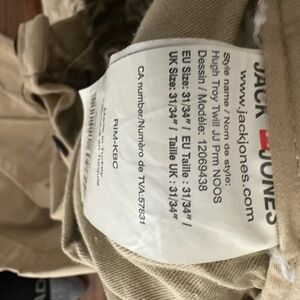 JACK JONES
www.jackjones.com
Style name / Nom de style:
Hugh Troy Twill JJ Prm NOOS
Dessin / Modèle: 12069438
EU Size: 31/34" / EU Taille : 31/34"
UK Size: 31/34" / Taille UK : 31/34"
CA number/Numéro de TVA:57831
RIM-KBC